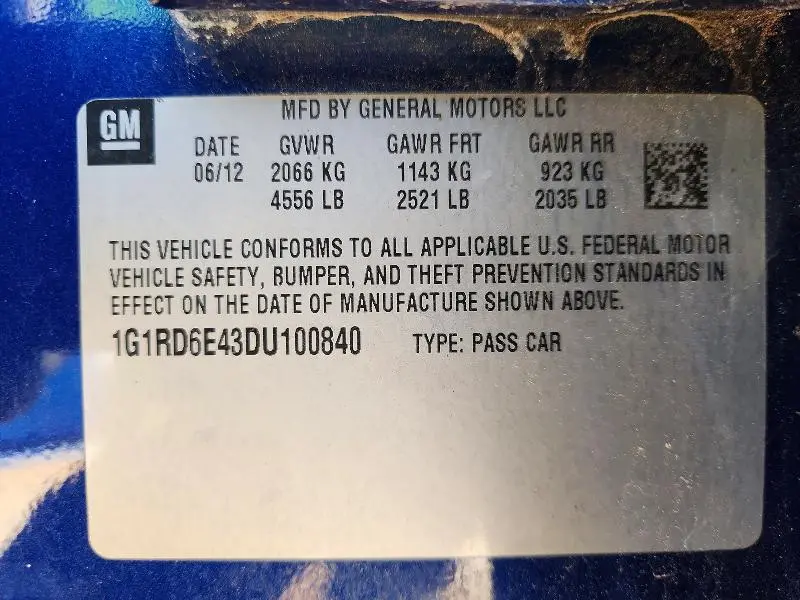 GM
MFD BY GENERAL MOTORS LLC
DATE GVWR GAWR FRT GAWR RR
06/12 2066 KG 1143 KG 923 KG
4556 LB 2521 LB 2035 LB
THIS VEHICLE CONFORMS TO ALL APPLICABLE U.S. FEDERAL MOTOR
VEHICLE SAFETY, BUMPER, AND THEFT PREVENTION STANDARDS IN
EFFECT ON THE DATE OF MANUFACTURE SHOWN ABOVE.
1G1RD6E43DU100840 TYPE: PASS CAR